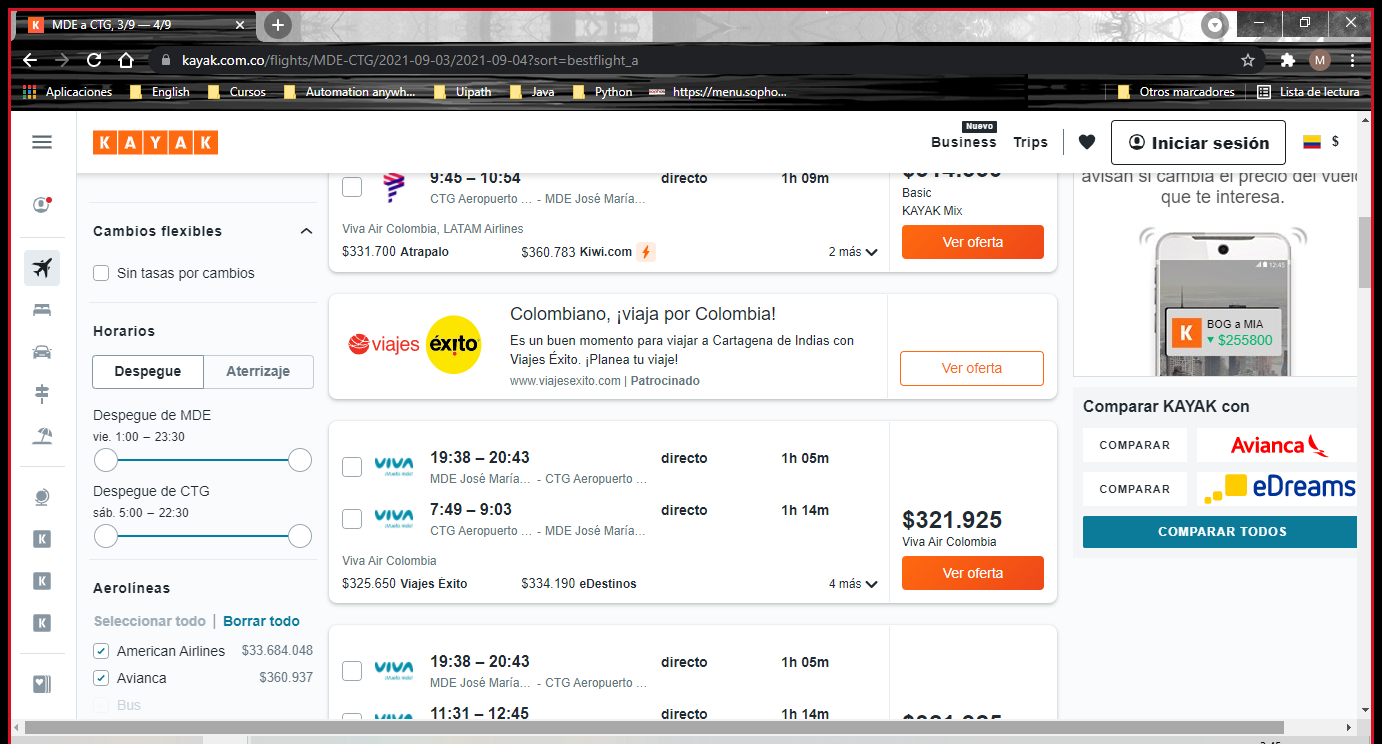 MDE a CTG, 3/9 — 4/9
kayak.com.co/flights/MDE-CTG/2021-09-03/2021-09-04?sort=bestflight_a
M
Aplicaciones English Cursos Automation anywh... Uipath Java Python https://menu.sopho... Otros marcadores Lista de lectura
KAYAK
Nuevo
Business Trips Iniciar sesión $
Cambios flexibles
Sin tasas por cambios
Horarios
Despegue Aterrizaje
Despegue de MDE
vie. 1:00 – 23:30
Despegue de CTG
sáb. 5:00 – 22:30
Aerolíneas
Seleccionar todo | Borrar todo
American Airlines $33.684.048
Avianca $360.937
Bus
9:45 – 10:54 directo 1h 09m
CTG Aeropuerto ... - MDE José María...
Viva Air Colombia, LATAM Airlines
$331.700 Atrapalo $360.783 Kiwi.com 2 más
Basic
KAYAK Mix
Ver oferta
viajes éxito
Colombiano, ¡viaja por Colombia!
Es un buen momento para viajar a Cartagena de Indias con
Viajes Éxito. ¡Planea tu viaje!
www.viajesexito.com | Patrocinado
Ver oferta
VIVA 19:38 – 20:43 directo 1h 05m
MDE José María... - CTG Aeropuerto ...
VIVA 7:49 – 9:03 directo 1h 14m
CTG Aeropuerto ... - MDE José María...
Viva Air Colombia
$325.650 Viajes Éxito $334.190 eDestinos 4 más
$321.925
Viva Air Colombia
Ver oferta
VIVA 19:38 – 20:43 directo 1h 05m
MDE José María... - CTG Aeropuerto ...
VIVA 11:31 – 12:45 directo 1h 14m
avisan si cambia el precio del vuelo
que te interesa.
12:45
K
BOG a MIA
$255800
Comparar KAYAK con
COMPARAR Avianca
COMPARAR eDreams
COMPARAR TODOS